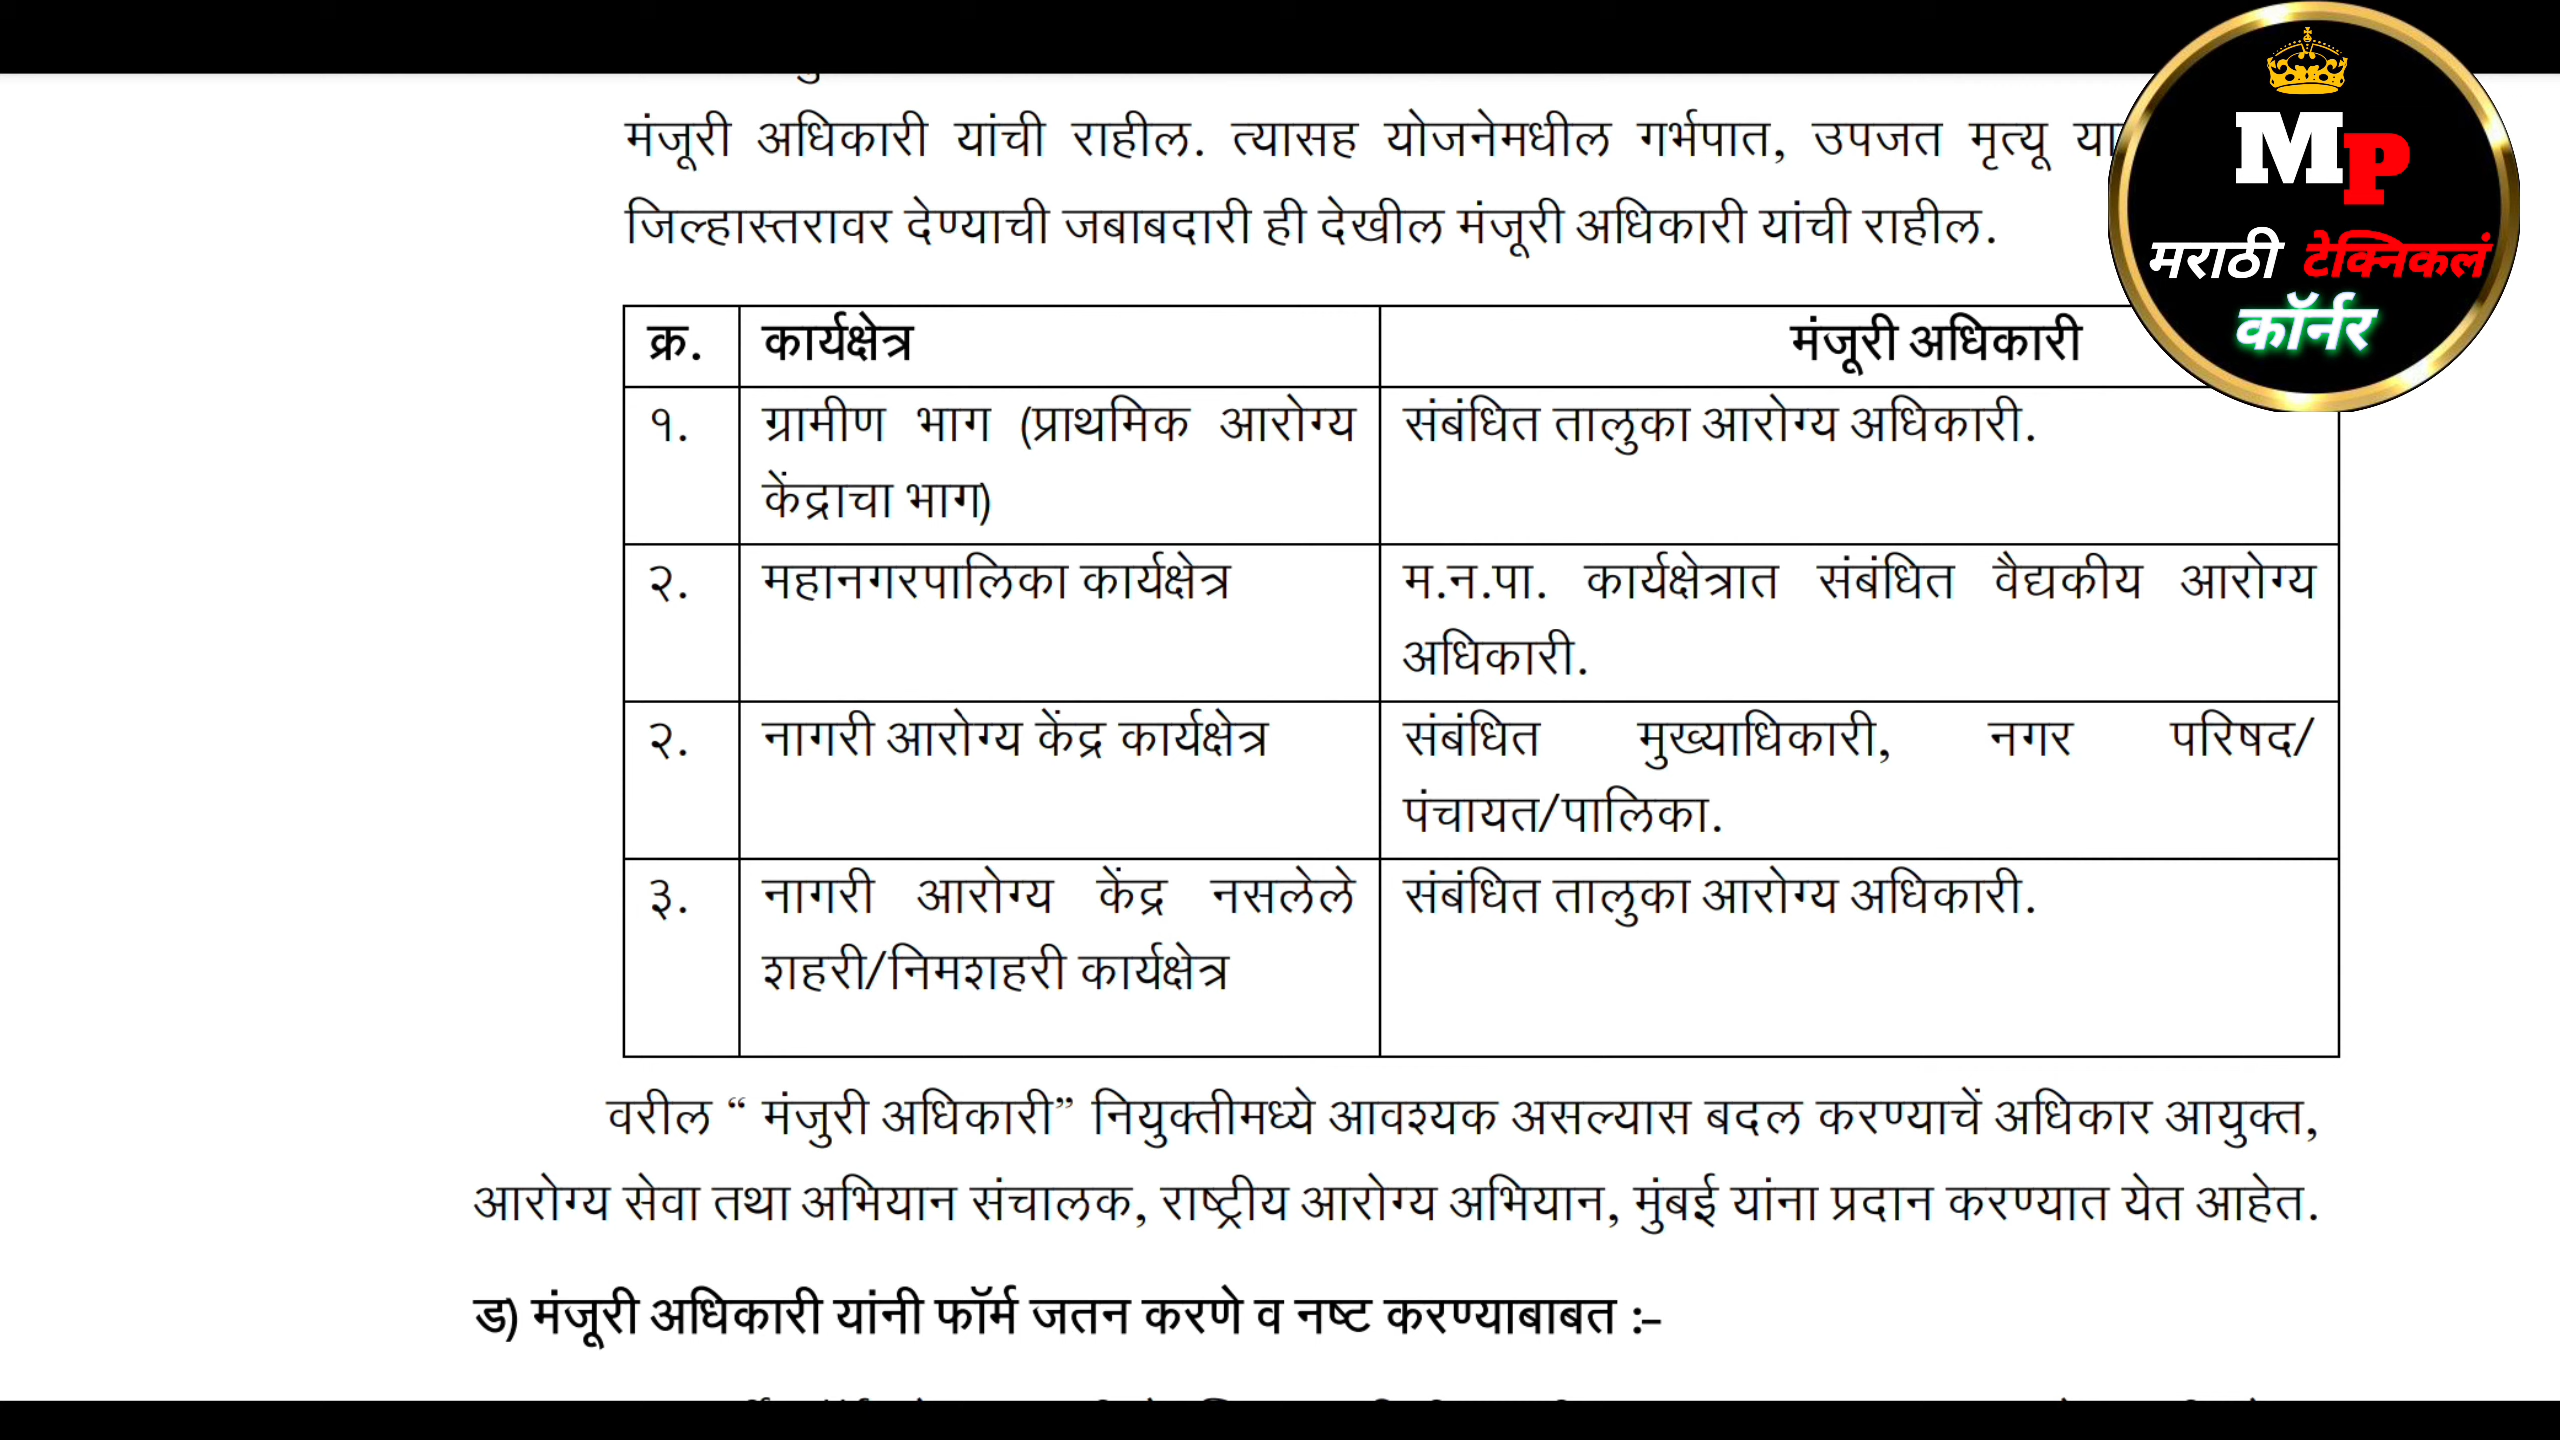 मंजूरी अधिकारी यांची राहील. त्यासह योजनेमधील गर्भपात, उपजत मृत्यू
जिल्हास्तरावर देण्याची जबाबदारी ही देखील मंजूरी अधिकारी यांची राहील.
MP
मराठी टेक्निकलं
कॉर्नर
क्र. कार्यक्षेत्र मंजूरी अधिकारी
१. ग्रामीण भाग (प्राथमिक आरोग्य संबंधित तालुका आरोग्य अधिकारी.
केंद्राचा भाग)
२. महानगरपालिका कार्यक्षेत्र म.न.पा. कार्यक्षेत्रात संबंधित वैद्यकीय आरोग्य
अधिकारी.
२. नागरी आरोग्य केंद्र कार्यक्षेत्र संबंधित मुख्याधिकारी, नगर परिषद/
पंचायत/पालिका.
३. नागरी आरोग्य केंद्र नसलेले संबंधित तालुका आरोग्य अधिकारी.
शहरी/निमशहरी कार्यक्षेत्र
वरील “ मंजुरी अधिकारी” नियुक्तीमध्ये आवश्यक असल्यास बदल करण्याचें अधिकार आयुक्त,
आरोग्य सेवा तथा अभियान संचालक, राष्ट्रीय आरोग्य अभियान, मुंबई यांना प्रदान करण्यात येत आहेत.
ड) मंजूरी अधिकारी यांनी फॉर्म जतन करणे व नष्ट करण्याबाबत :-